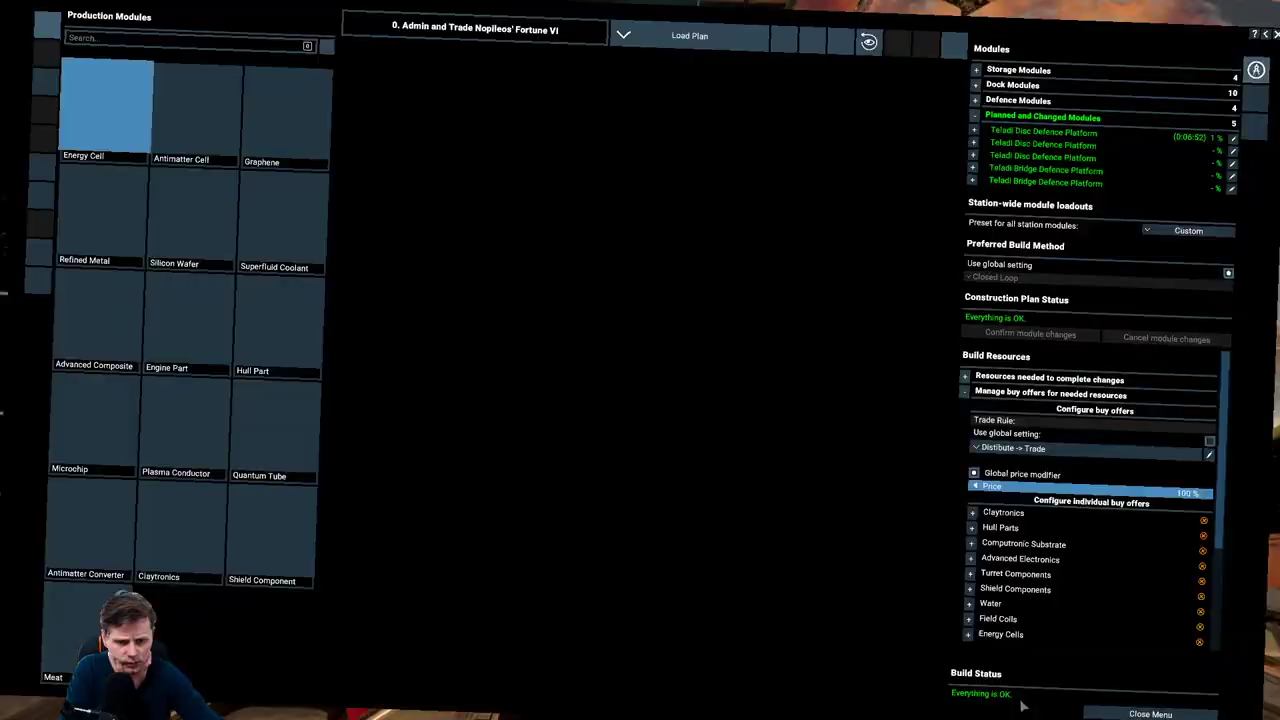 Production Modules
Search...
0
Energy Cell
Antimatter Cell
Graphene
Refined Metal
Silicon Wafer
Superfluid Coolant
Advanced Composite
Engine Part
Hull Part
Microchip
Plasma Conductor
Quantum Tube
Antimatter Converter
Claytronics
Shield Component
Meat
0. Admin and Trade Nopileos' Fortune VI
Load Plan
? <
Modules
+ Storage Modules 4
+ Dock Modules 10
+ Defence Modules 4
- Planned and Changed Modules 5
+ Teladi Disc Defence Platform (0:06:52) 1 %
+ Teladi Disc Defence Platform - %
+ Teladi Disc Defence Platform - %
+ Teladi Bridge Defence Platform - %
+ Teladi Bridge Defence Platform - %
Station-wide module loadouts
Preset for all station modules: Custom
Preferred Build Method
Use global setting
Closed Loop
Construction Plan Status
Everything is OK.
Confirm module changes Cancel module changes
Build Resources
+ Resources needed to complete changes
- Manage buy offers for needed resources
Configure buy offers
Trade Rule:
Use global setting:
Distibute -> Trade
Global price modifier
Price 100 %
Configure individual buy offers
+ Claytronics
+ Hull Parts
+ Computronic Substrate
+ Advanced Electronics
+ Turret Components
+ Shield Components
+ Water
+ Field Coils
+ Energy Cells
Build Status
Everything is OK.
Close Menu